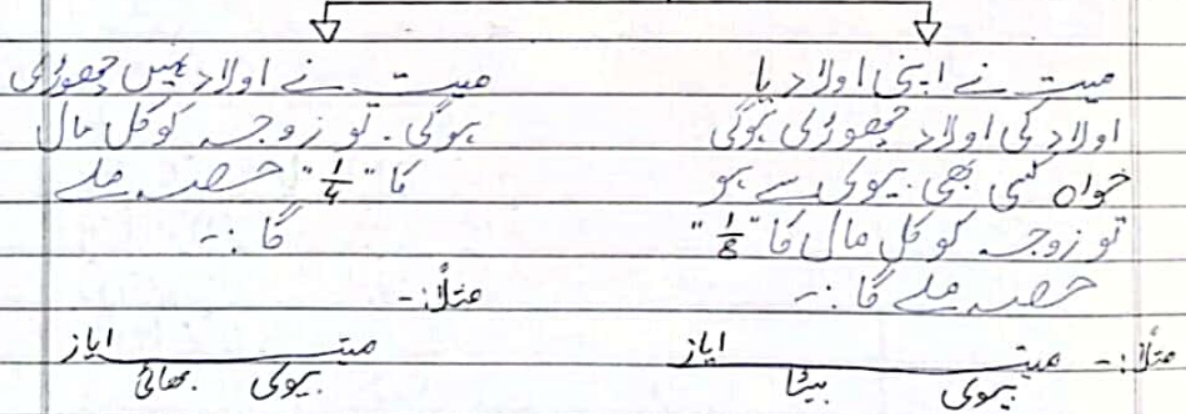 میت نے اپنی اولاد یا
اولاد کی اولاد چھوڑی ہوگی
خواہ کسی بھی بیوی سے ہو
تو زوجہ کو کل مال کا "1/8"
حصہ ملے گا :-
مثلاً :- میت ایاز
بیوی بیٹا
میت نے اولاد نہیں چھوڑی
ہوگی . تو زوجہ کو کل مال
کا "1/4" حصہ ملے
گا :-
مثلاً :-
میت ایاز
بیوی بھائی